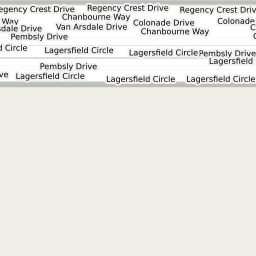 egency Crest Drive
Regency Crest Drive
Regency Crest Driv
Chanbourne Way
Way
Colonade Drive
Colonade
sdale Drive
Van Arsdale Drive
Chanbourne Way
Pembsly Drive
d Circle
Lagersfield Circle
Lagersfield Circle
Pembsly Drive
Lagersfield
Pembsly Drive
ve
Lagersfield Circle
Lagersfield Circle
Lagersfield Circle